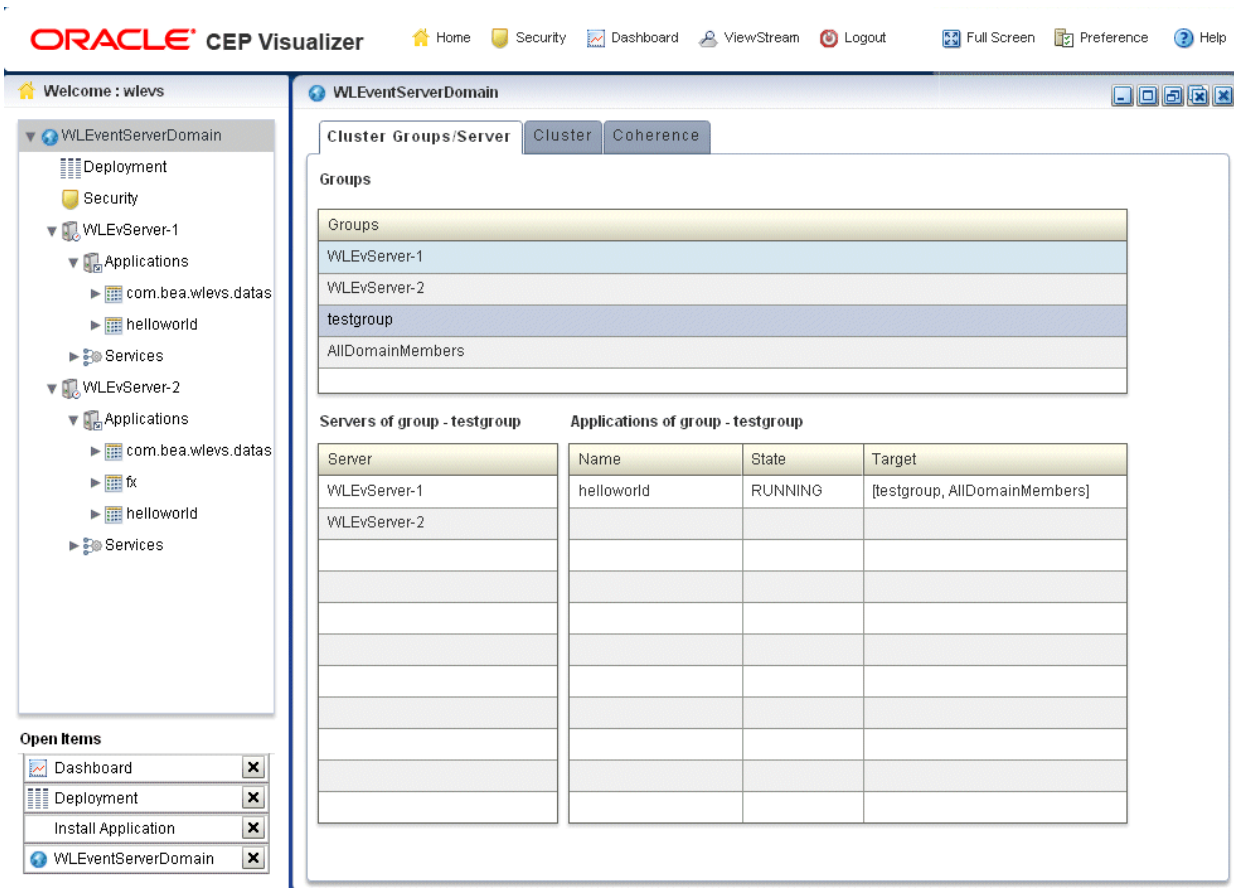 ORACLE CEP Visualizer
Home Security Dashboard ViewStream Logout Full Screen Preference Help
Welcome : wlevs
WLEventServerDomain
Deployment
Security
WLEvServer-1
Applications
com.bea.wlevs.datas
helloworld
Services
WLEvServer-2
Applications
com.bea.wlevs.datas
fx
helloworld
Services
Open Items
Dashboard
Deployment
Install Application
WLEventServerDomain
WLEventServerDomain
Cluster Groups/Server Cluster Coherence
Groups
Groups
WLEvServer-1
WLEvServer-2
testgroup
AllDomainMembers
Servers of group - testgroup
Server
WLEvServer-1
WLEvServer-2
Applications of group - testgroup
Name State Target
helloworld RUNNING [testgroup, AllDomainMembers]